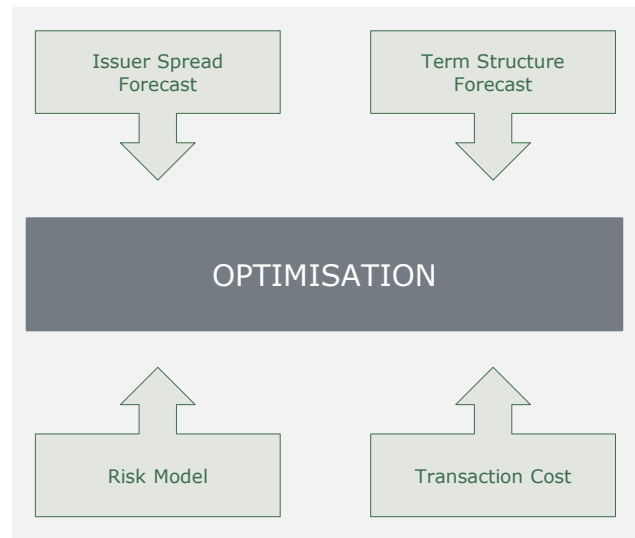 Issuer Spread
Forecast
Term Structure
Forecast
OPTIMISATION
Risk Model
Transaction Cost